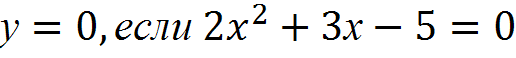 y = 0, если 2x² + 3x − 5 = 0